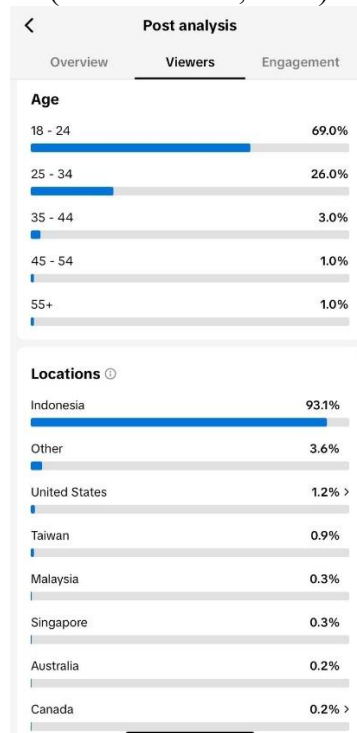 Post analysis
Overview Viewers Engagement
Age
18 - 24 69.0%
25 - 34 26.0%
35 - 44 3.0%
45 - 54 1.0%
55+ 1.0%
Locations
Indonesia 93.1%
Other 3.6%
United States 1.2% >
Taiwan 0.9%
Malaysia 0.3%
Singapore 0.3%
Australia 0.2%
Canada 0.2% >